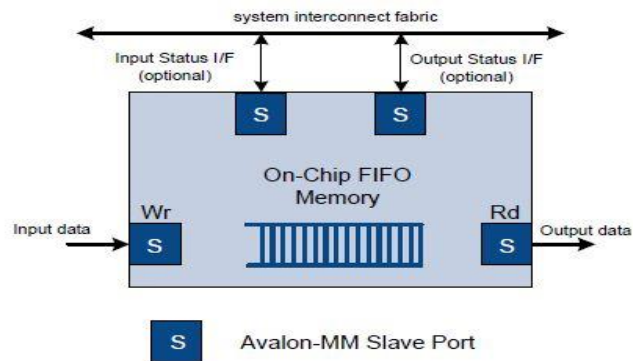 system interconnect fabric
Input Status I/F
(optional)
Output Status I/F
(optional)
S
S
On-Chip FIFO
Memory
Wr
Rd
Input data
S
S
Output data
S
Avalon-MM Slave Port